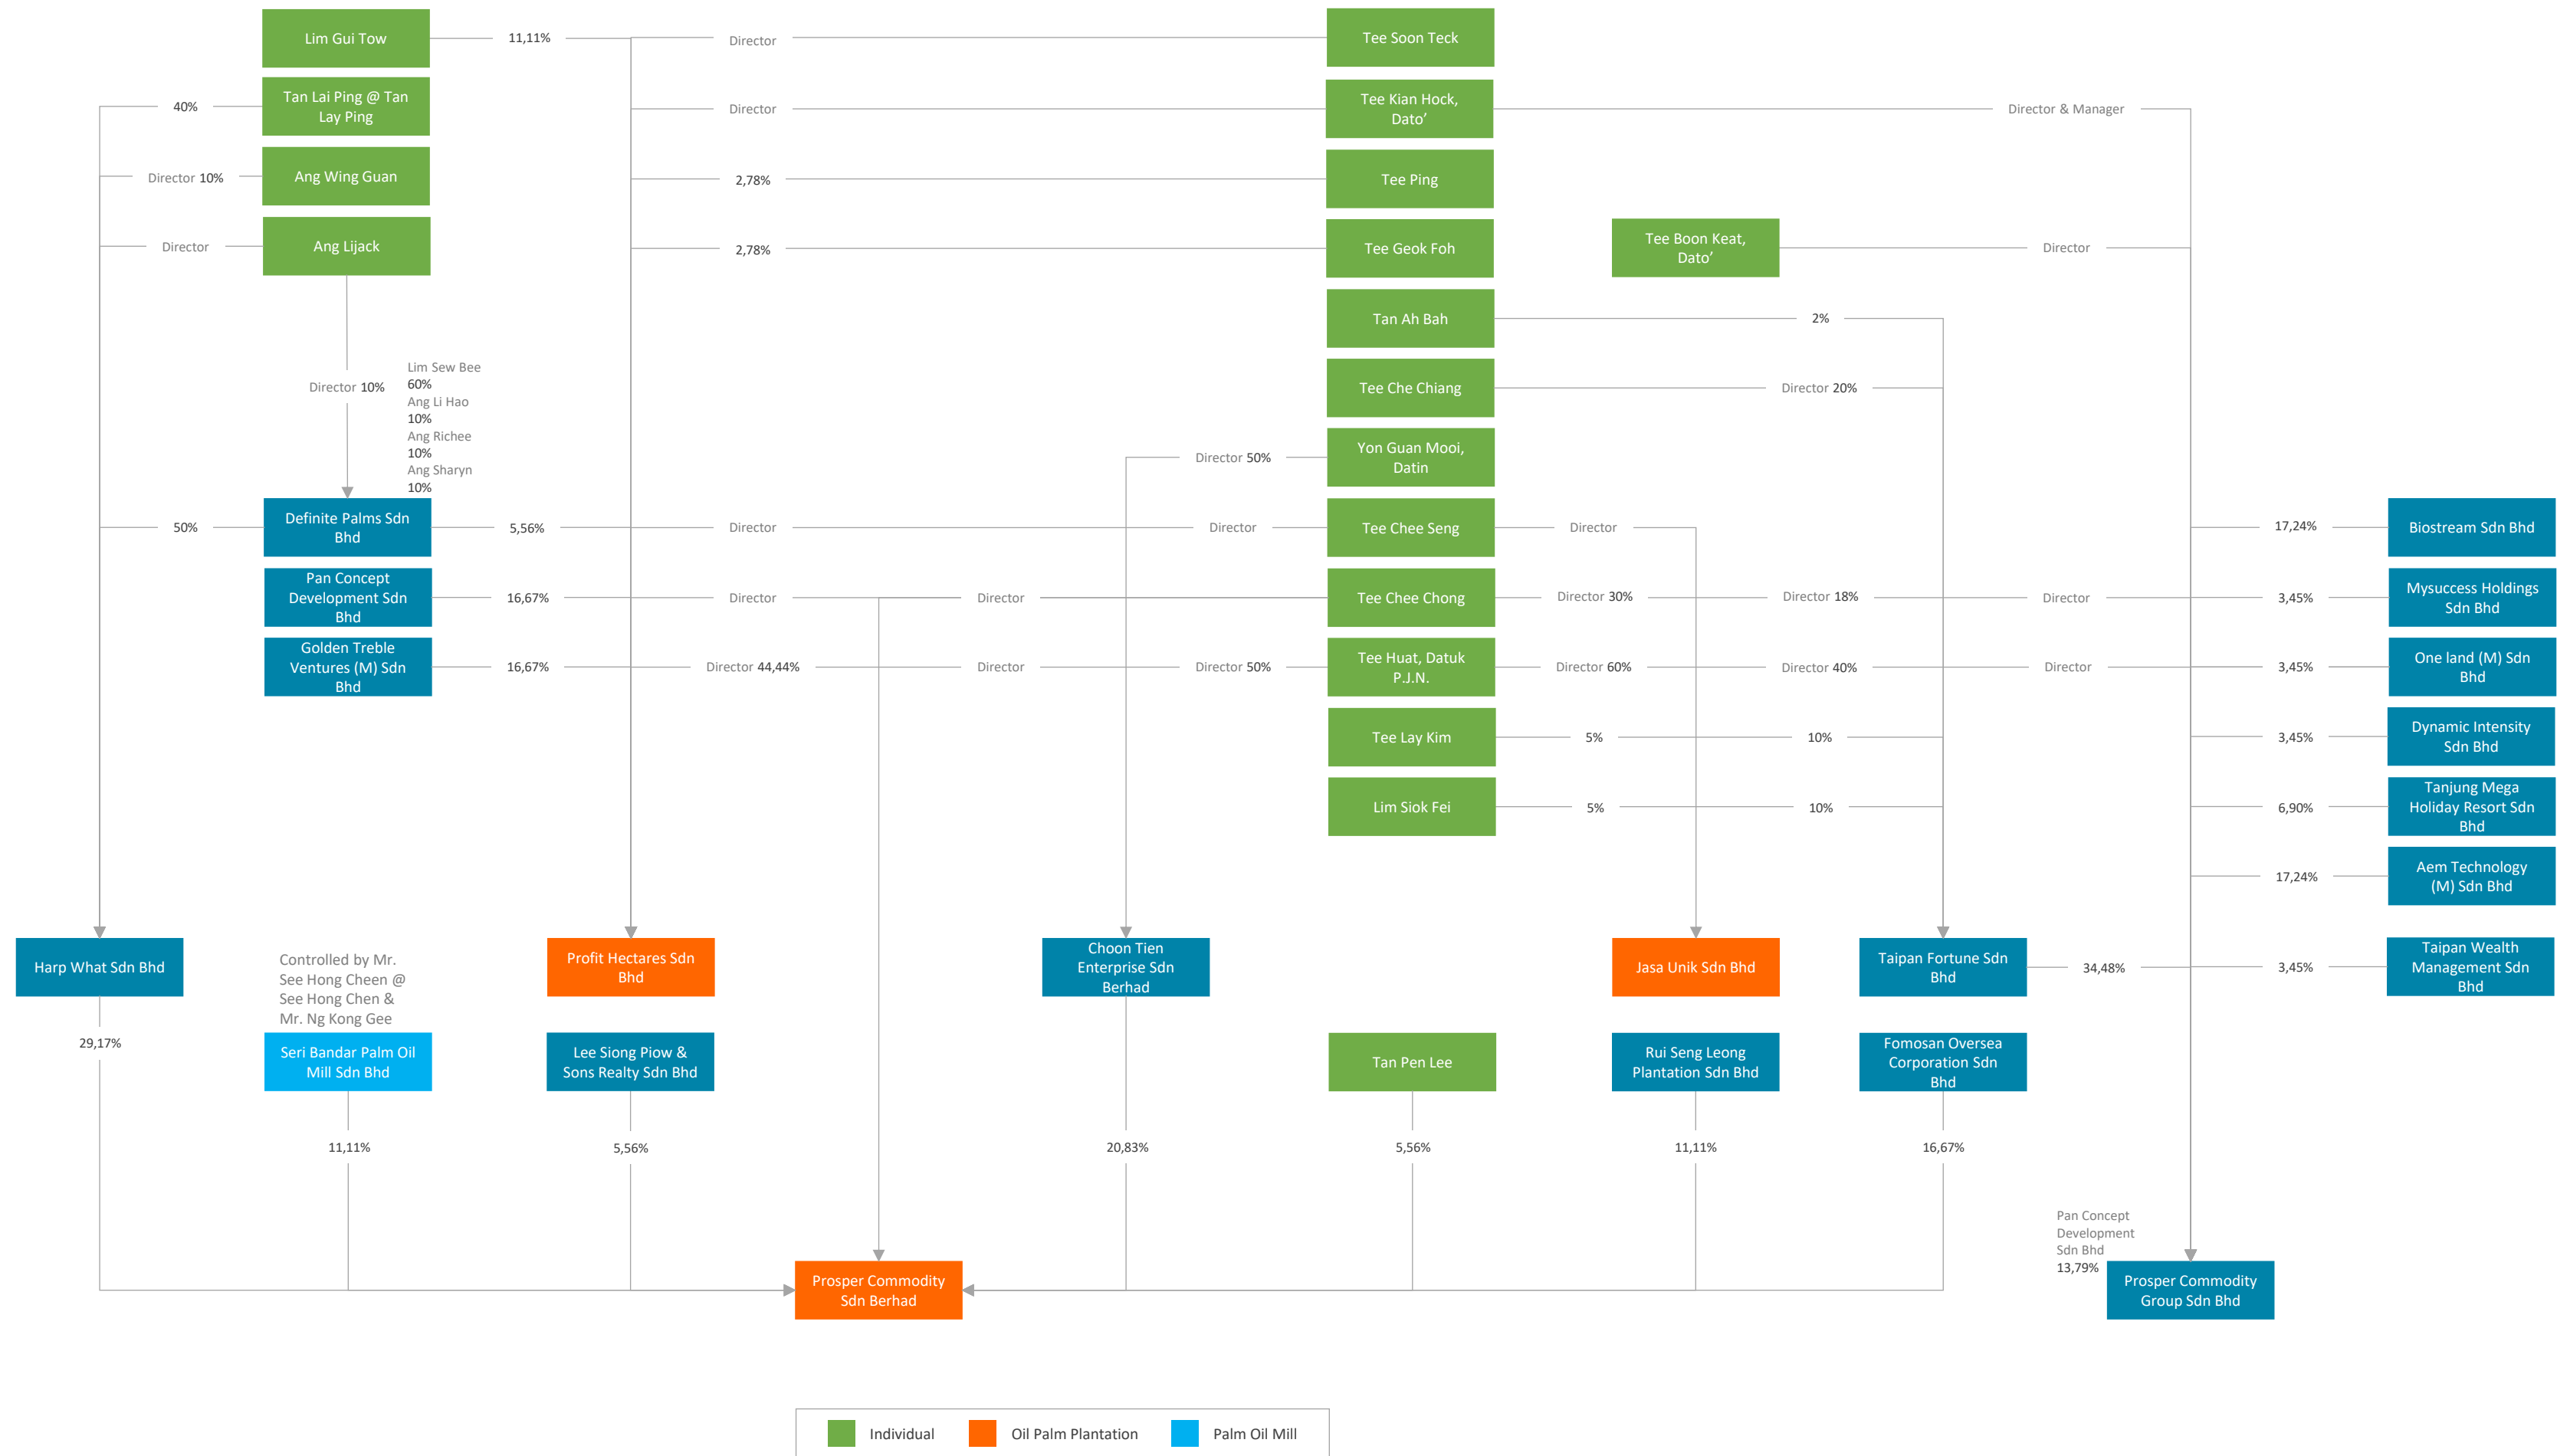 Lim Gui Tow
11,11%
Director
Tee Soon Teck
Tan Lai Ping @ Tan
Lay Ping
40%
Director
Tee Kian Hock,
Dato’
Director & Manager
Director 10%
Ang Wing Guan
2,78%
Tee Ping
Director
Ang Lijack
2,78%
Tee Geok Foh
Tee Boon Keat,
Dato’
Director
Tan Ah Bah
2%
Director 10%
Lim Sew Bee
60%
Ang Li Hao
10%
Ang Richee
10%
Ang Sharyn
10%
Tee Che Chiang
Director 20%
Director 50%
Yon Guan Mooi,
Datin
50%
Definite Palms Sdn
Bhd
5,56%
Director
Director
Tee Chee Seng
Director
17,24%
Biostream Sdn Bhd
Pan Concept
Development Sdn
Bhd
16,67%
Director
Director
Tee Chee Chong
Director 30%
Director 18%
Director
3,45%
Mysuccess Holdings
Sdn Bhd
Golden Treble
Ventures (M) Sdn
Bhd
16,67%
Director 44,44%
Director
Director 50%
Tee Huat, Datuk
P.J.N.
Director 60%
Director 40%
Director
3,45%
One land (M) Sdn
Bhd
Tee Lay Kim
5%
10%
3,45%
Dynamic Intensity
Sdn Bhd
Lim Siok Fei
5%
10%
6,90%
Tanjung Mega
Holiday Resort Sdn
Bhd
17,24%
Aem Technology
(M) Sdn Bhd
Harp What Sdn Bhd
Controlled by Mr.
See Hong Cheen @
See Hong Chen &
Mr. Ng Kong Gee
Profit Hectares Sdn
Bhd
Choon Tien
Enterprise Sdn
Berhad
Jasa Unik Sdn Bhd
Taipan Fortune Sdn
Bhd
34,48%
3,45%
Taipan Wealth
Management Sdn
Bhd
29,17%
Seri Bandar Palm Oil
Mill Sdn Bhd
Lee Siong Piow &
Sons Realty Sdn Bhd
Tan Pen Lee
Rui Seng Leong
Plantation Sdn Bhd
Fomosan Oversea
Corporation Sdn
Bhd
11,11%
5,56%
20,83%
5,56%
11,11%
16,67%
Pan Concept
Development
Sdn Bhd
13,79%
Prosper Commodity
Sdn Berhad
Prosper Commodity
Group Sdn Bhd
Individual
Oil Palm Plantation
Palm Oil Mill